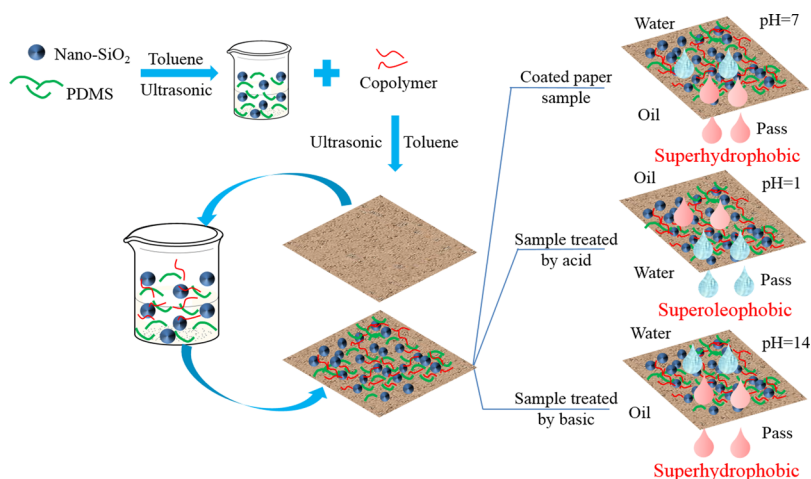 Nano-SiO₂
PDMS
Toluene
Ultrasonic
Copolymer
Ultrasonic Toluene
Coated paper
sample
Water
pH=7
Oil
Pass
Superhydrophobic
Sample treated
by acid
Oil
pH=1
Water
Pass
Superoleophobic
Sample treated
by basic
Water
pH=14
Oil
Pass
Superhydrophobic